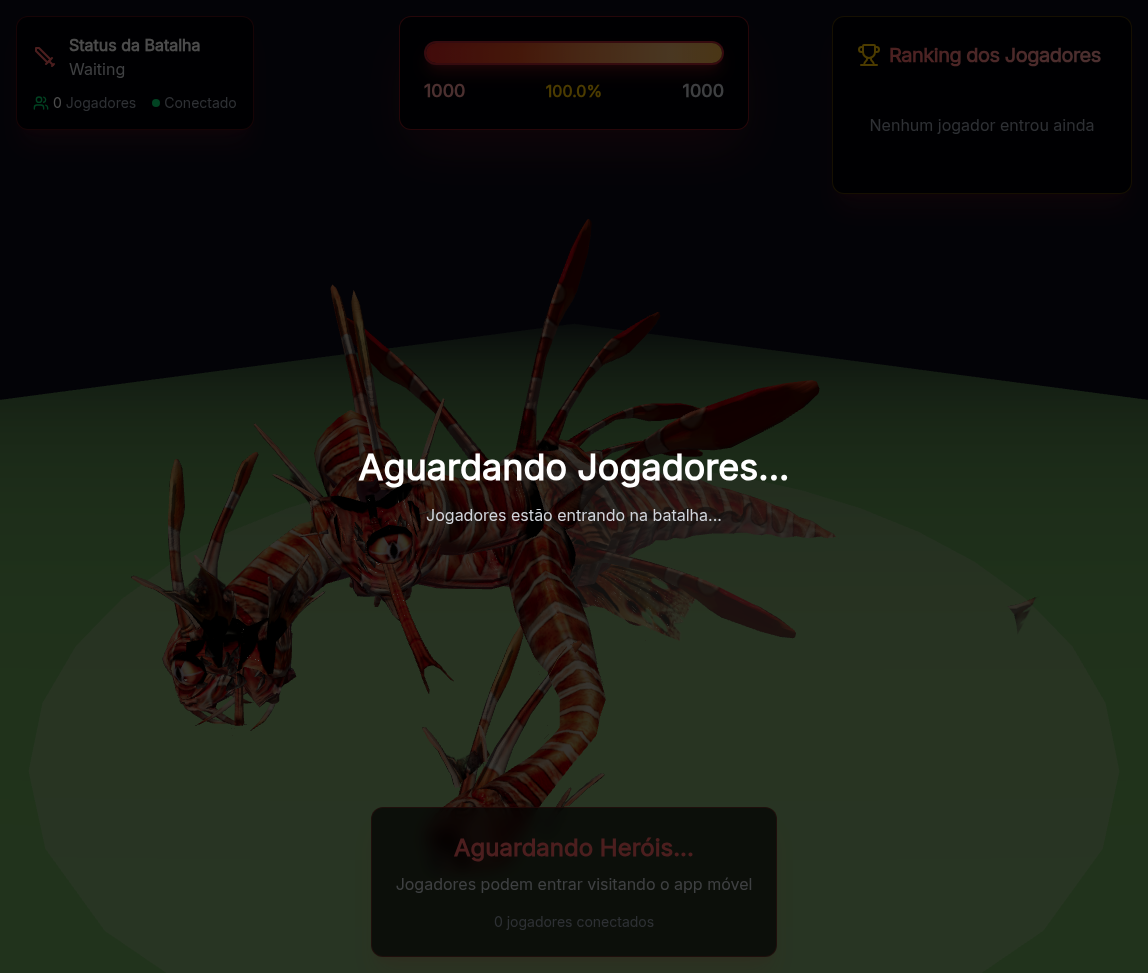 Status da Batalha
Waiting
0 Jogadores
Conectado
1000
100.0%
1000
Ranking dos Jogadores
Nenhum jogador entrou ainda
Aguardando Jogadores...
Jogadores estão entrando na batalha...
Aguardando Heróis...
Jogadores podem entrar visitando o app móvel
0 jogadores conectados